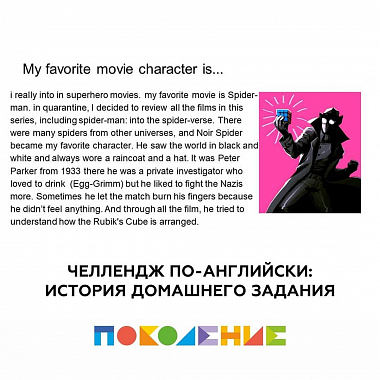 My favorite movie character is...
i really into in superhero movies. my favorite movie is Spider-
man. in quarantine, I decided to review all the films in this
series, including spider-man: into the spider-verse. There
were many spiders from other universes, and Noir Spider
became my favorite character. He saw the world in black and
white and always wore a raincoat and a hat. It was Peter
Parker from 1933 there he was a private investigator who
loved to drink (Egg-Grimm) but he liked to fight the Nazis
more. Sometimes he let the match burn his fingers because
he didn't feel anything. And through all the film, he tried to
understand how the Rubik's Cube is arranged.
ЧЕЛЛЕНДЖ ПО-АНГЛИЙСКИ:
ИСТОРИЯ ДОМАШНЕГО ЗАДАНИЯ
ПОКОЛЕНИЕ